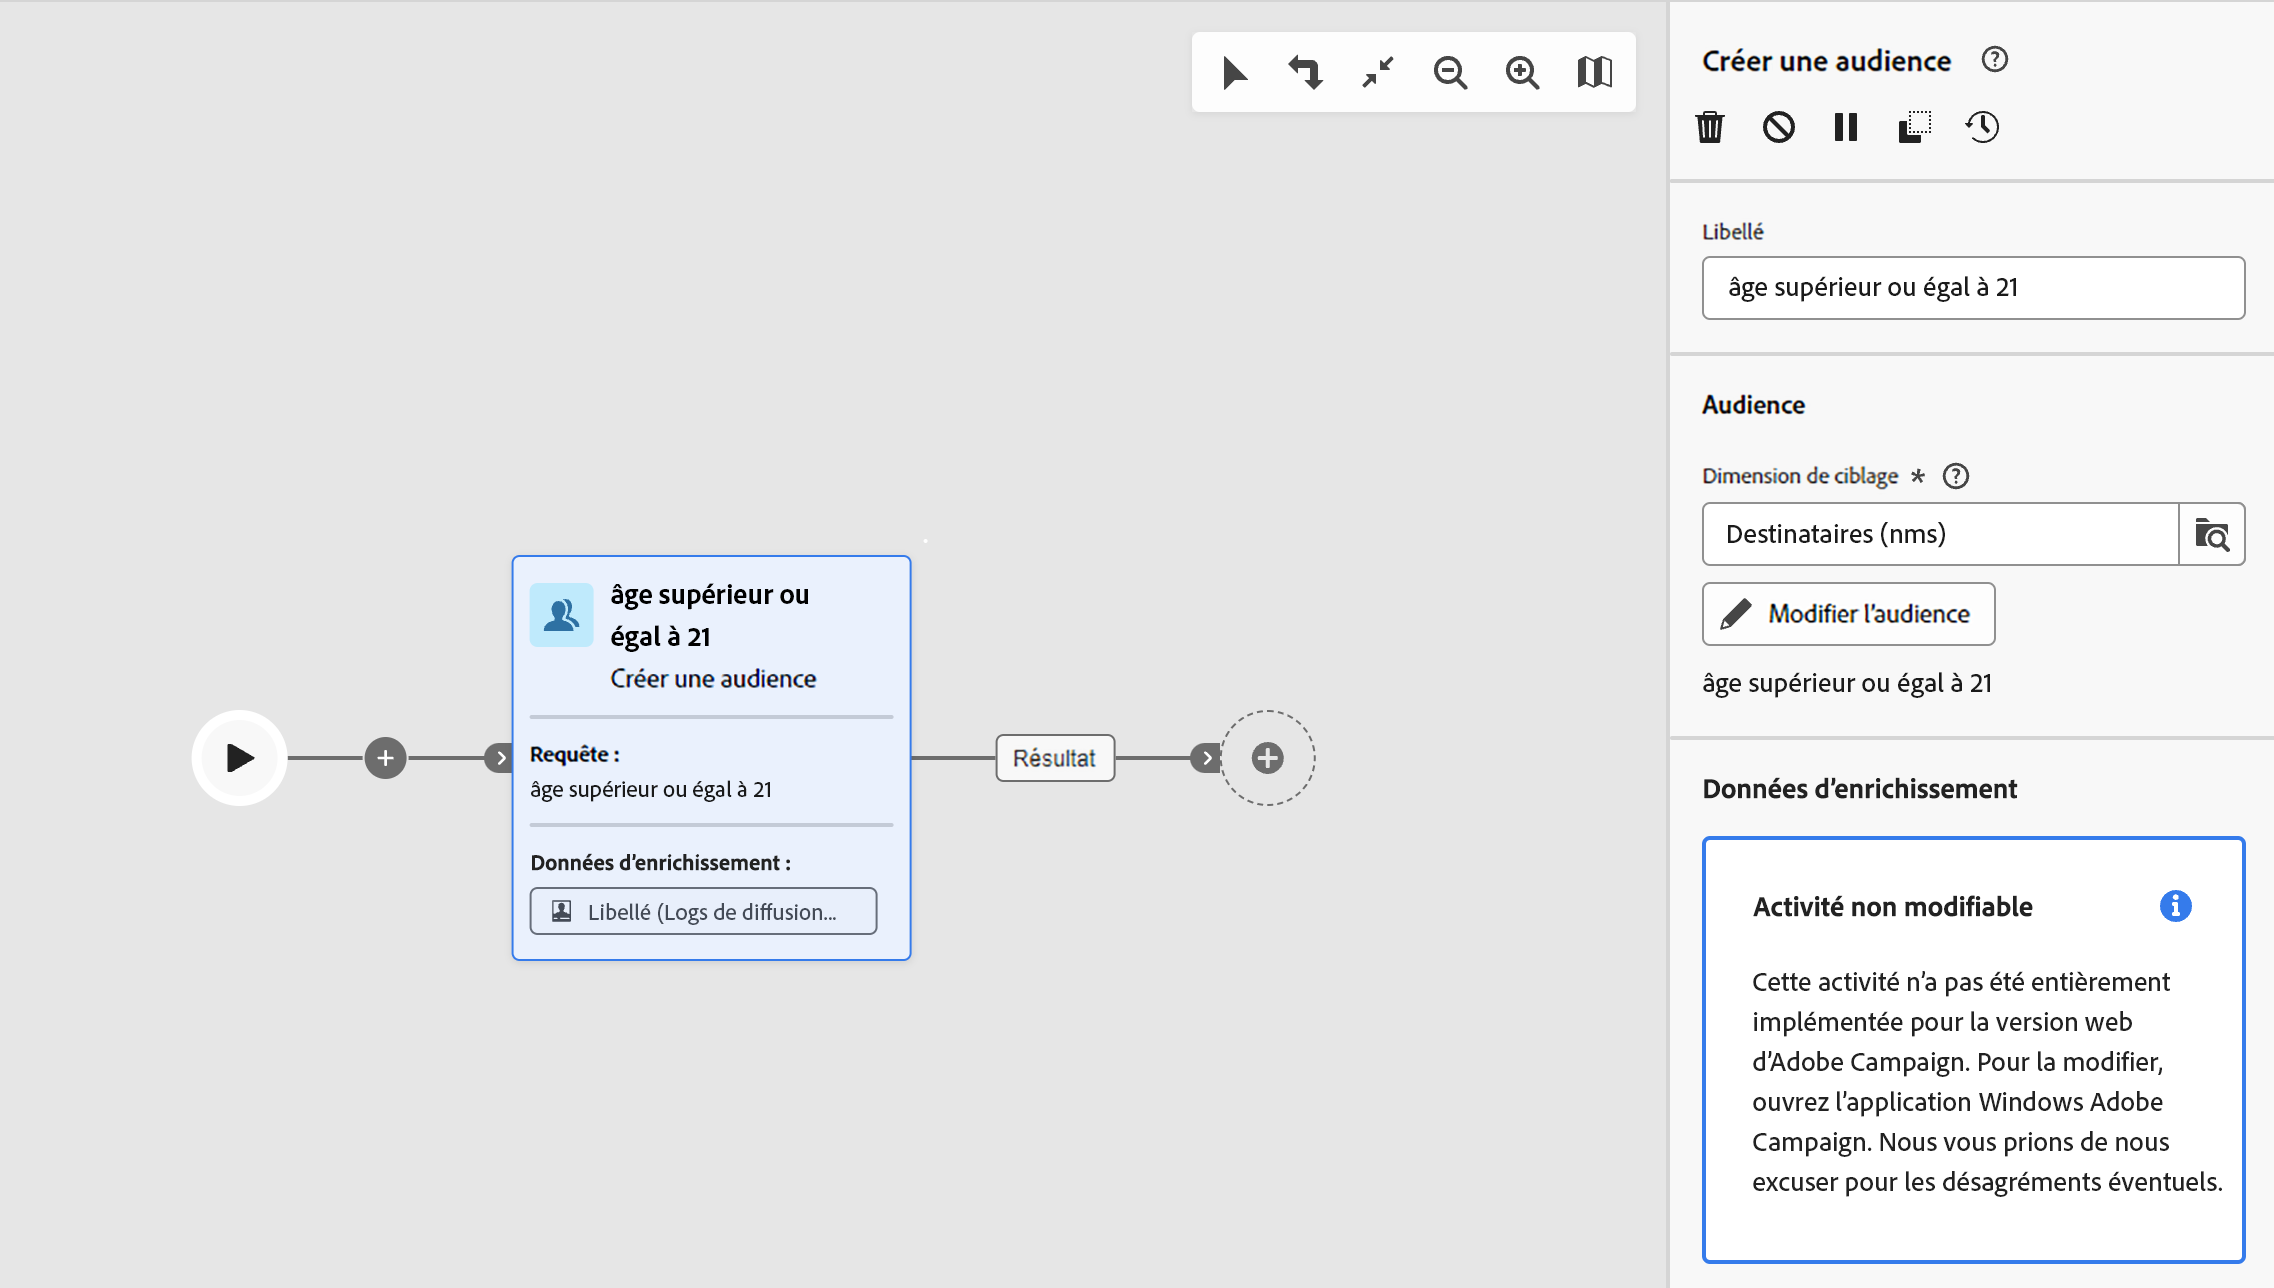 Créer une audience
Libellé
âge supérieur ou égal à 21
Audience
Dimension de ciblage *
Destinataires (nms)
Modifier l’audience
âge supérieur ou égal à 21
Données d’enrichissement
Activité non modifiable
Cette activité n’a pas été entièrement
implémentée pour la version web
d’Adobe Campaign. Pour la modifier,
ouvrez l’application Windows Adobe
Campaign. Nous vous prions de nous
excuser pour les désagréments éventuels.
âge supérieur ou
égal à 21
Créer une audience
Requête :
âge supérieur ou égal à 21
Données d’enrichissement :
Libellé (Logs de diffusion...
Résultat